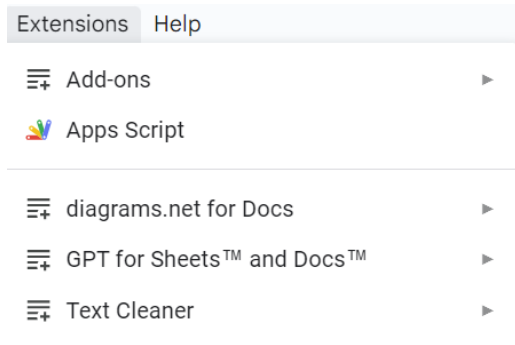 Extensions Help
Add-ons
Apps Script
diagrams.net for Docs
GPT for Sheets™ and Docs™
Text Cleaner